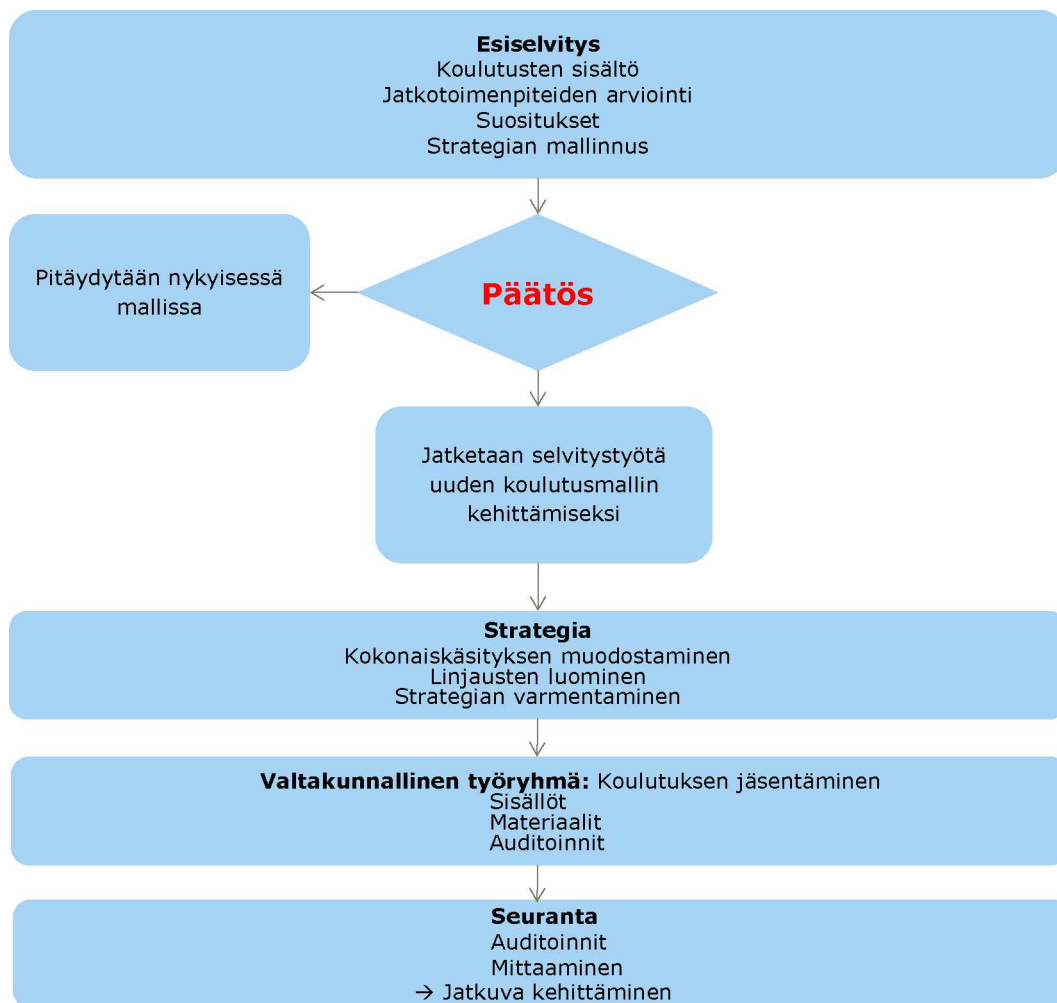 Esiselvitys
Koulutusten sisältö
Jatkotoimenpiteiden arviointi
Suositukset
Strategian mallinnus
Pitäydytään nykyisessä
mallissa
Päätös
Jatketaan selvitystyötä
uuden koulutusmallin
kehittämiseksi
Strategia
Kokonaiskäsityksen muodostaminen
Linjausten luominen
Strategian varmentaminen
Valtakunnallinen työryhmä: Koulutuksen jäsentäminen
Sisällöt
Materiaalit
Auditoinnit
Seuranta
Auditoinnit
Mittaaminen
→ Jatkuva kehittäminen